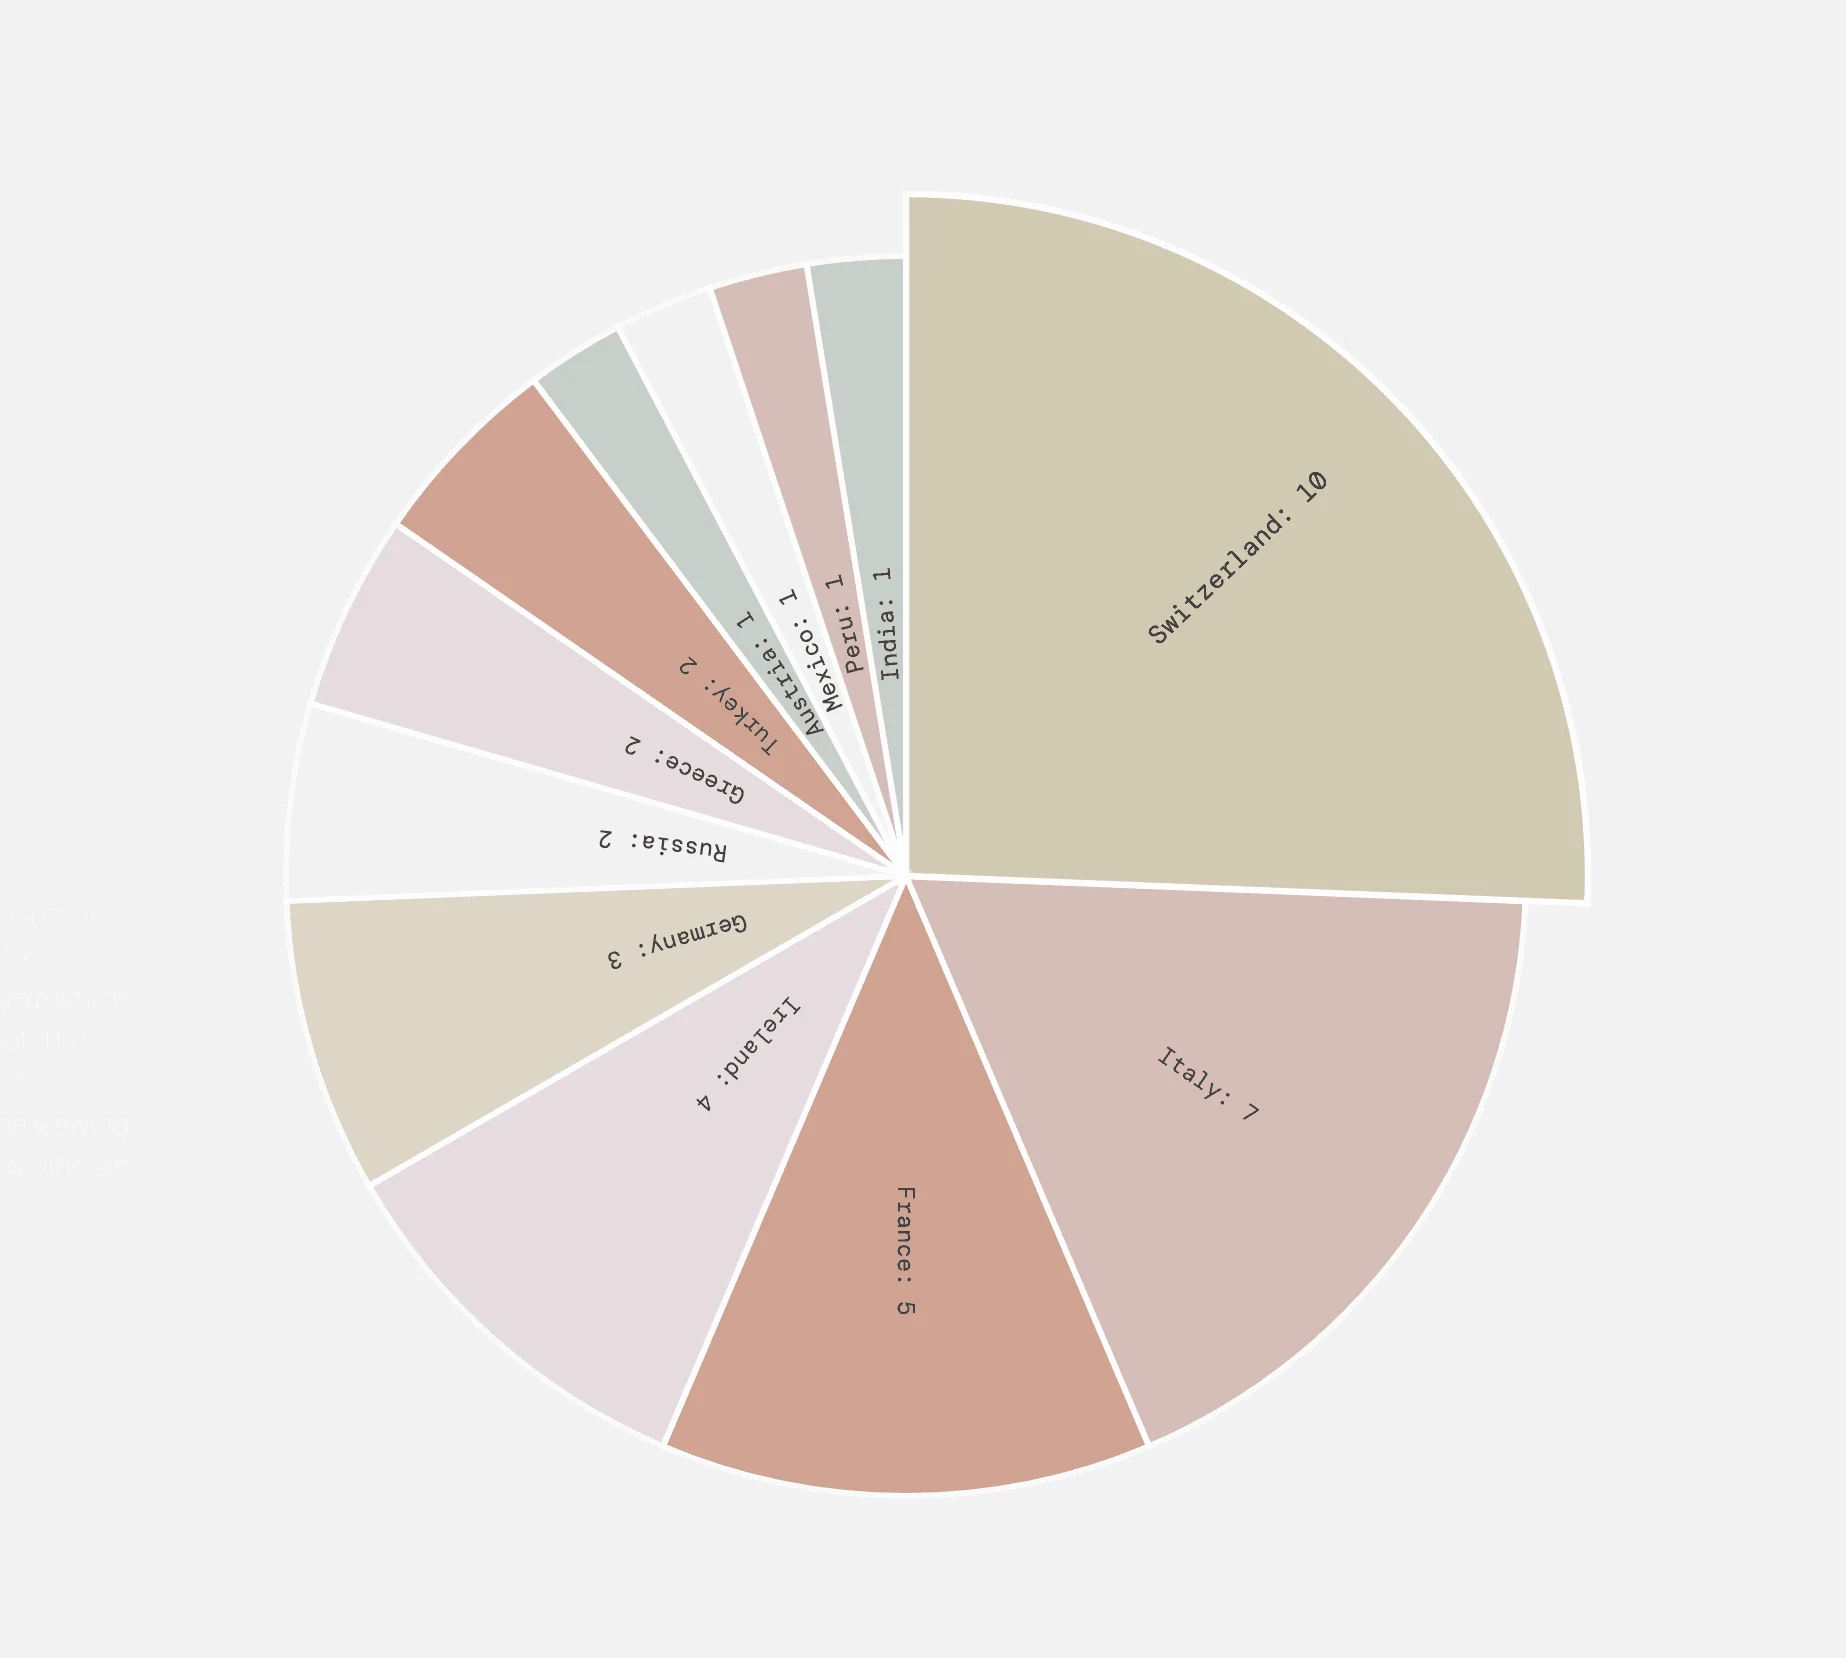 Switzerland: 10
Italy: 7
France: 5
Ireland: 4
Germany: 3
Russia: 2
Greece: 2
Turkey: 2
Austria: 1
Mexico: 1
Peru: 1
India: 1